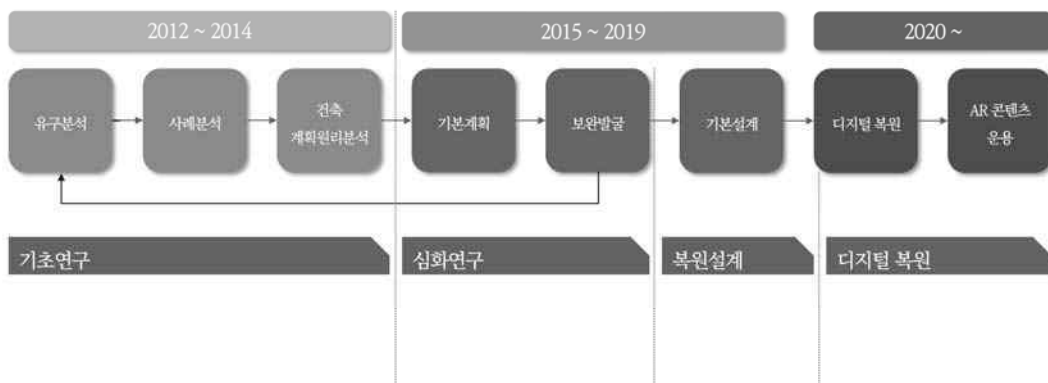 2012 ~ 2014
2015 ~ 2019
2020 ~
유구분석
사례분석
건축
계획원리분석
기본계획
보완발굴
기본설계
디지털 복원
AR 콘텐츠
운용
기초연구
심화연구
복원설계
디지털 복원